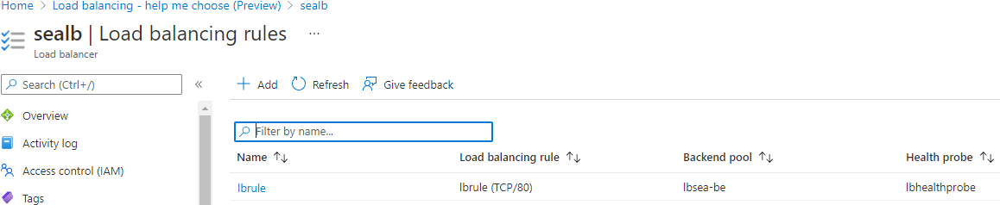 Home > Load balancing - help me choose (Preview) > sealb
sealb | Load balancing rules ...
Load balancer
Search (Ctrl+/) «
Add Refresh Give feedback
Overview
Activity log
Access control (IAM)
Tags
Filter by name...
Name ↑↓ Load balancing rule ↑↓ Backend pool ↑↓ Health probe ↑↓
lbrule lbrule (TCP/80) lbsea-be lbhealthprobe